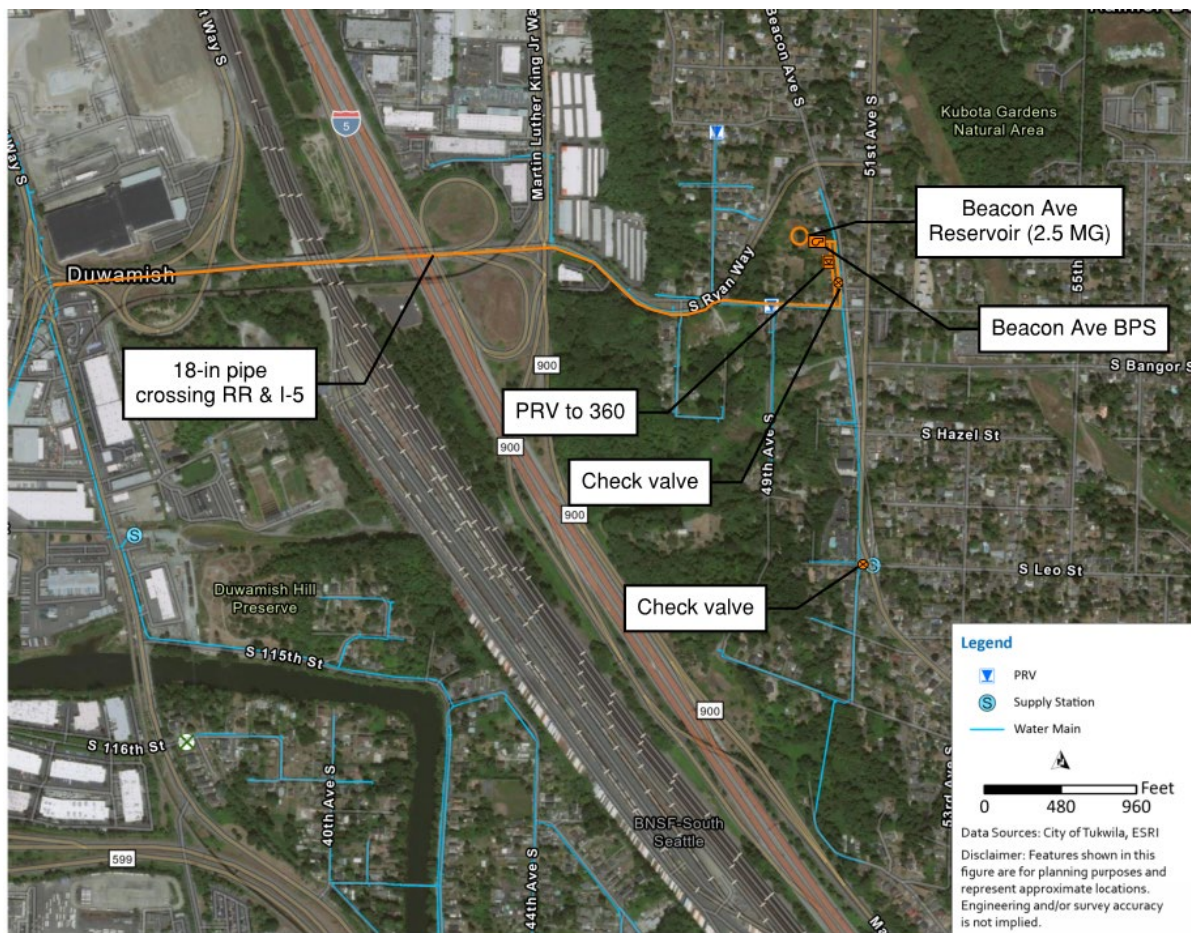 t Way S
Martin Luther King Jr Wa
Beacon Ave S
51st Ave S
Kubota Gardens
Natural Area
5
Way S
Beacon Ave
Reservoir (2.5 MG)
55th
S Ryan Way
Duwamish
Beacon Ave BPS
18-in pipe
crossing RR & I-5
900
PRV to 360
S Bangor S
900
S Hazel St
Check valve
49th Ave S
900
S
S
S Leo St
Duwamish Hill
Preserve
Check valve
S 115th St
900
S 116th St
40th Ave S
44th Ave S
BNSF-South
Seattle
53rd Ave S
599
Ma
Legend
PRV
S Supply Station
Water Main
Feet
0 480 960
Data Sources: City of Tukwila, ESRI
Disclaimer: Features shown in this
figure are for planning purposes and
represent approximate locations.
Engineering and/or survey accuracy
is not implied.